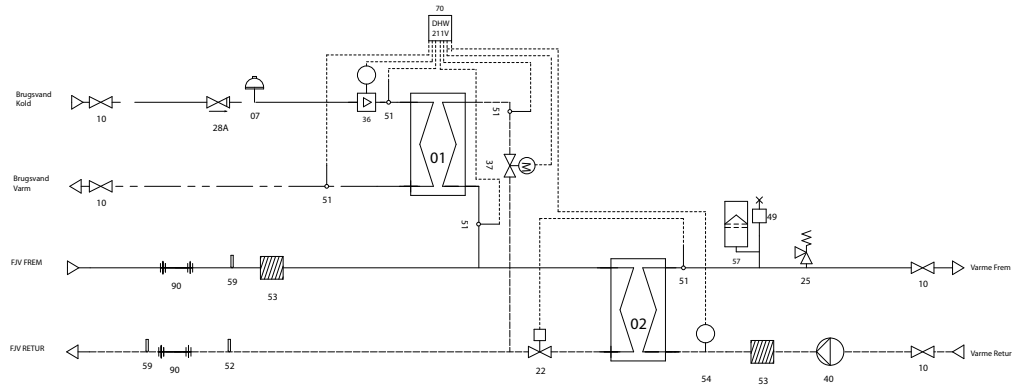 70
DHW
211V
Brugsvand
Kold
10
28A
07
36
51
51
01
37
M
Brugsvand
Varm
10
51
51
49
57
FJV FREM
90
59
53
51
25
10
Varme Frem
02
FJV RETUR
59
90
52
22
54
53
40
10
Varme Retur